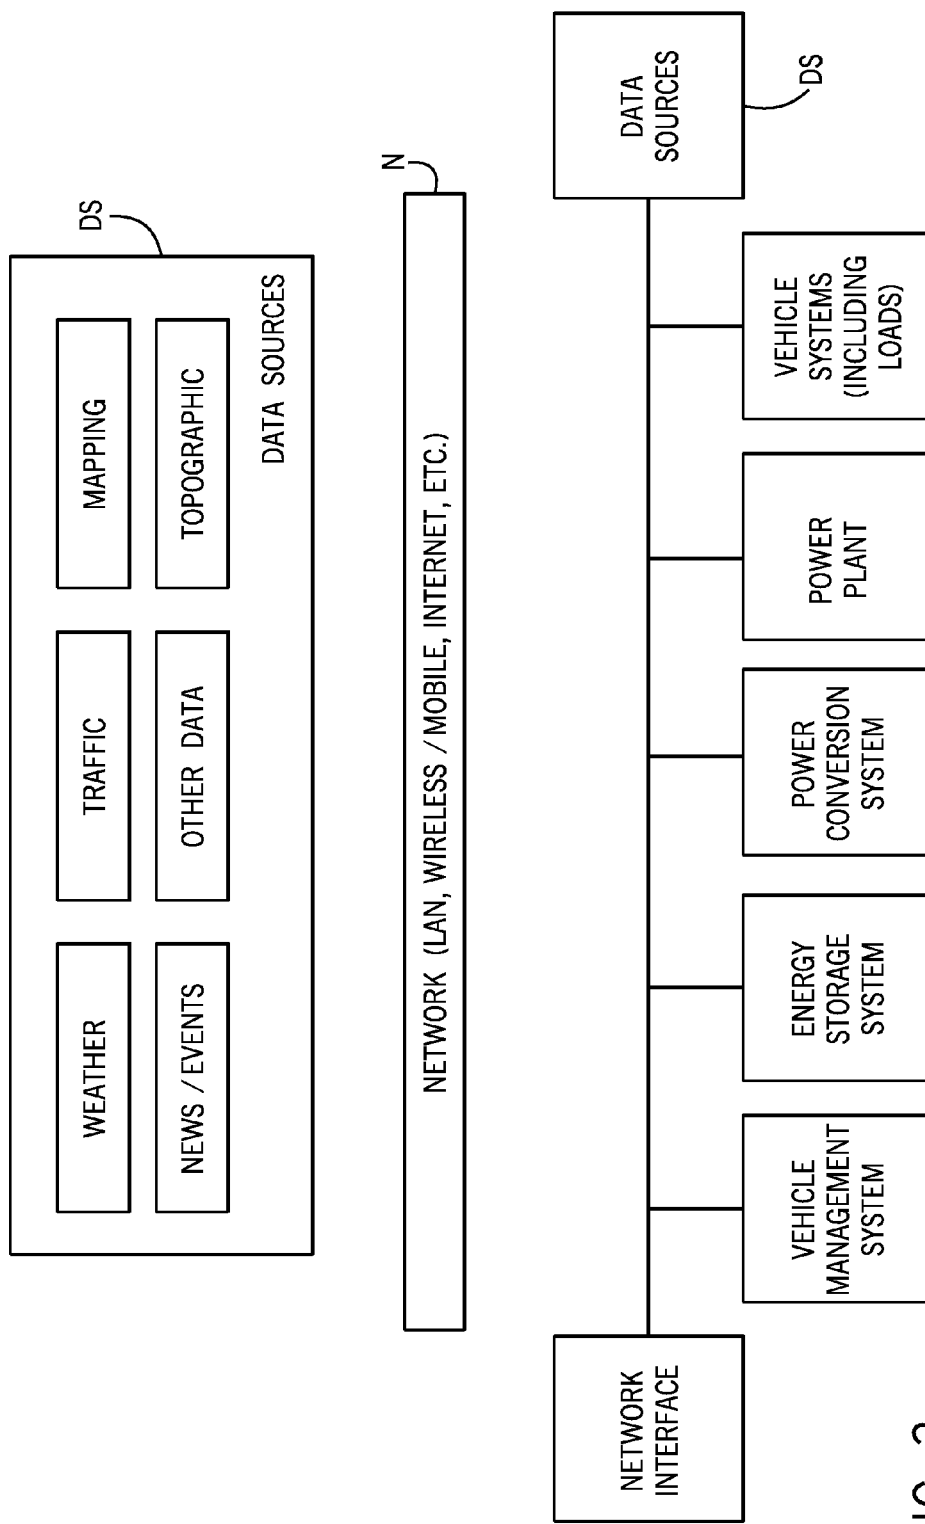 DS
WEATHER
TRAFFIC
MAPPING
NEWS / EVENTS
OTHER DATA
TOPOGRAPHIC
DATA SOURCES
N
NETWORK (LAN, WIRELESS / MOBILE, INTERNET, ETC.)
NETWORK
INTERFACE
DATA
SOURCES
DS
VEHICLE
MANAGEMENT
SYSTEM
ENERGY
STORAGE
SYSTEM
POWER
CONVERSION
SYSTEM
POWER
PLANT
VEHICLE
SYSTEMS
(INCLUDING
LOADS)